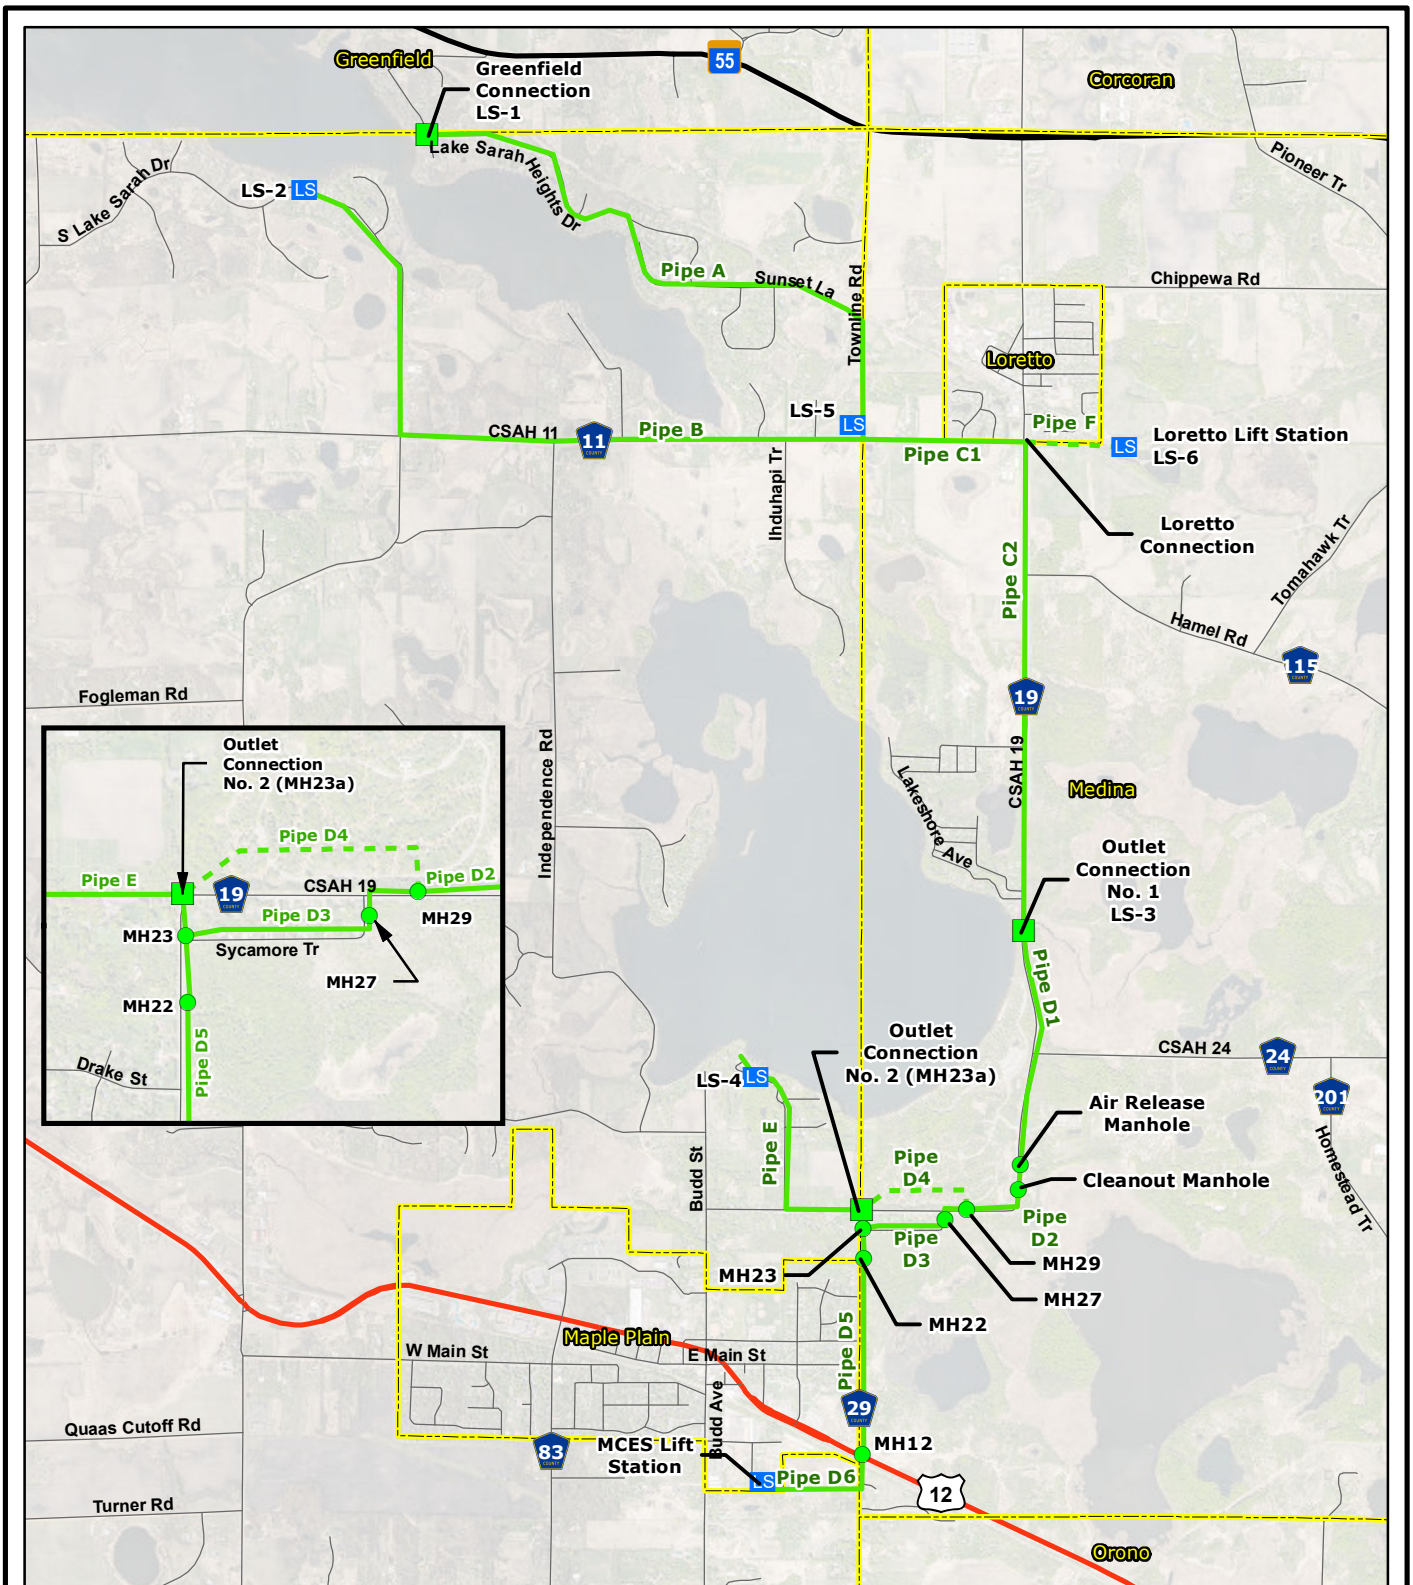 Greenfield
55
Corcoran
Greenfield
Connection
LS-1
Lake Sarah Heights Dr
Pioneer Tr
S Lake Sarah Dr
LS-2
LS
Pipe A
Sunset La
Townline Rd
Chippewa Rd
Loretto
LS-5
LS
Pipe F
CSAH 11
11
Pipe B
Pipe C1
LS
Loretto Lift Station
LS-6
Ihduhapi Tr
Loretto
Connection
Pipe C2
Tomahawk Tr
Hamel Rd
115
COUNTY
Fogleman Rd
19
COUNTY
Independence Rd
CSAH 19
Lakeshore Ave
Medina
Outlet
Connection
No. 2 (MH23a)
Pipe D4
Pipe E
19
COUNTY
CSAH 19
Pipe D2
Pipe D3
MH29
MH23
Sycamore Tr
MH27
MH22
Pipe D5
Drake St
Outlet
Connection
No. 1
LS-3
Pipe D1
Outlet
Connection
No. 2 (MH23a)
CSAH 24
24
COUNTY
201
COUNTY
LS-4
LS
Air Release
Manhole
Homestead Tr
Pipe E
Budd St
Pipe
D4
Cleanout Manhole
Pipe
D2
Pipe
D3
MH23
MH29
MH27
MH22
Maple Plain
Pipe D5
W Main St
E Main St
Budd Ave
29
COUNTY
Quaas Cutoff Rd
83
COUNTY
MCES Lift
Station
MH12
LS
Pipe D6
12
Turner Rd
Orono